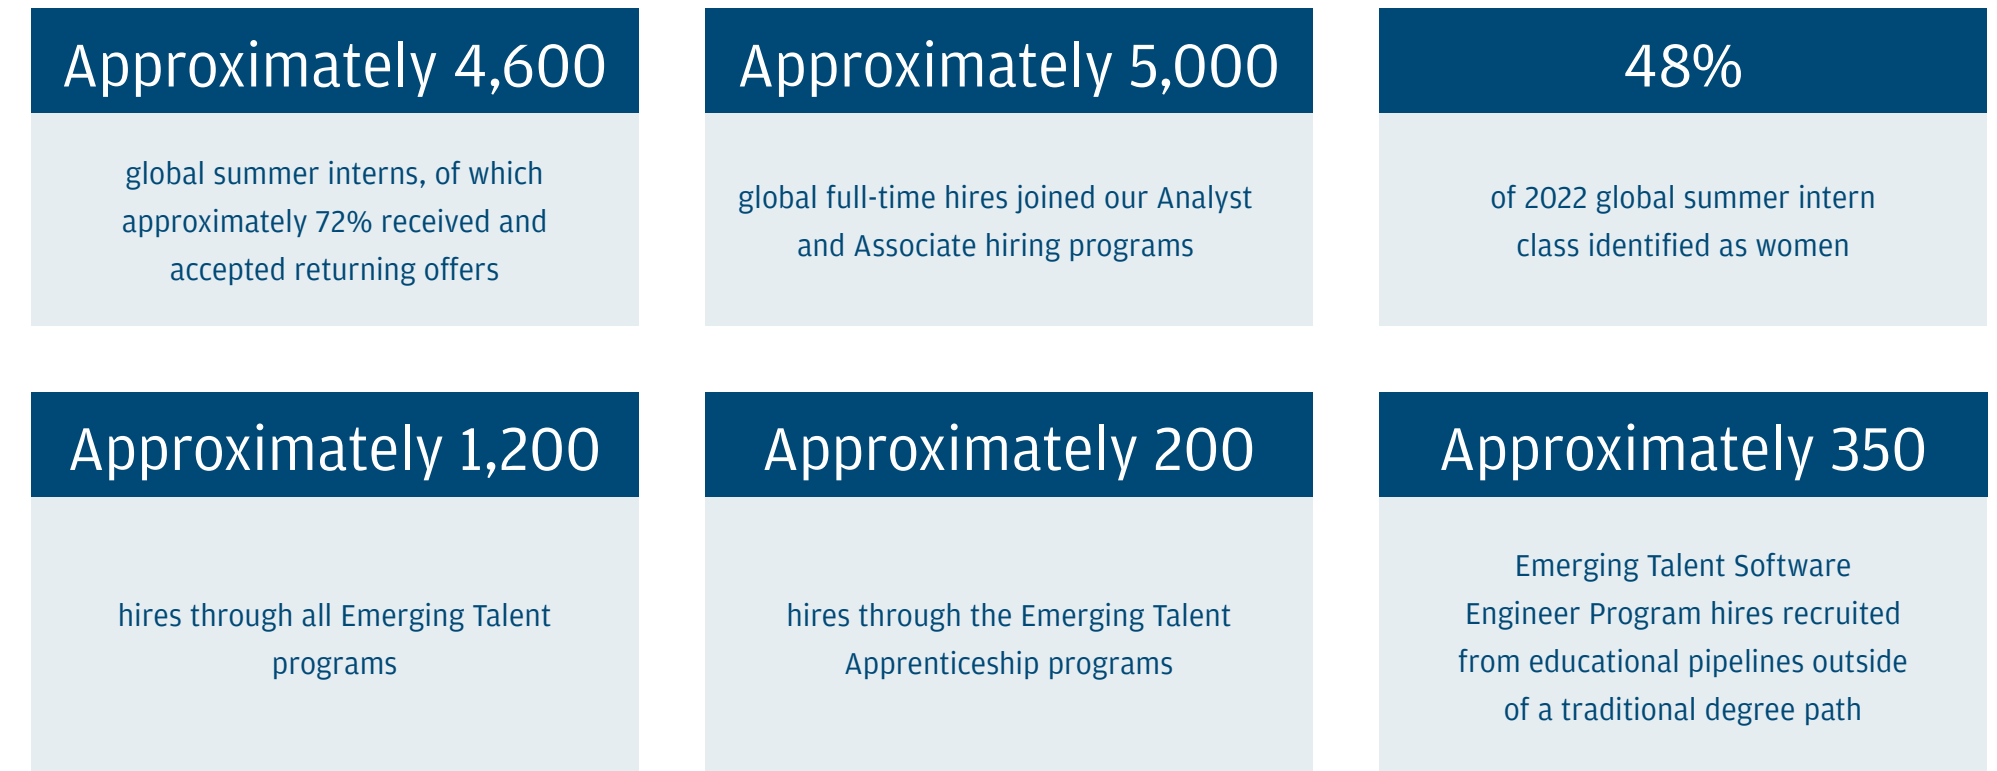 Approximately 4,600
global summer interns, of which
approximately 72% received and
accepted returning offers
Approximately 5,000
global full-time hires joined our Analyst
and Associate hiring programs
48%
of 2022 global summer intern
class identified as women
Approximately 1,200
hires through all Emerging Talent
programs
Approximately 200
hires through the Emerging Talent
Apprenticeship programs
Approximately 350
Emerging Talent Software
Engineer Program hires recruited
from educational pipelines outside
of a traditional degree path